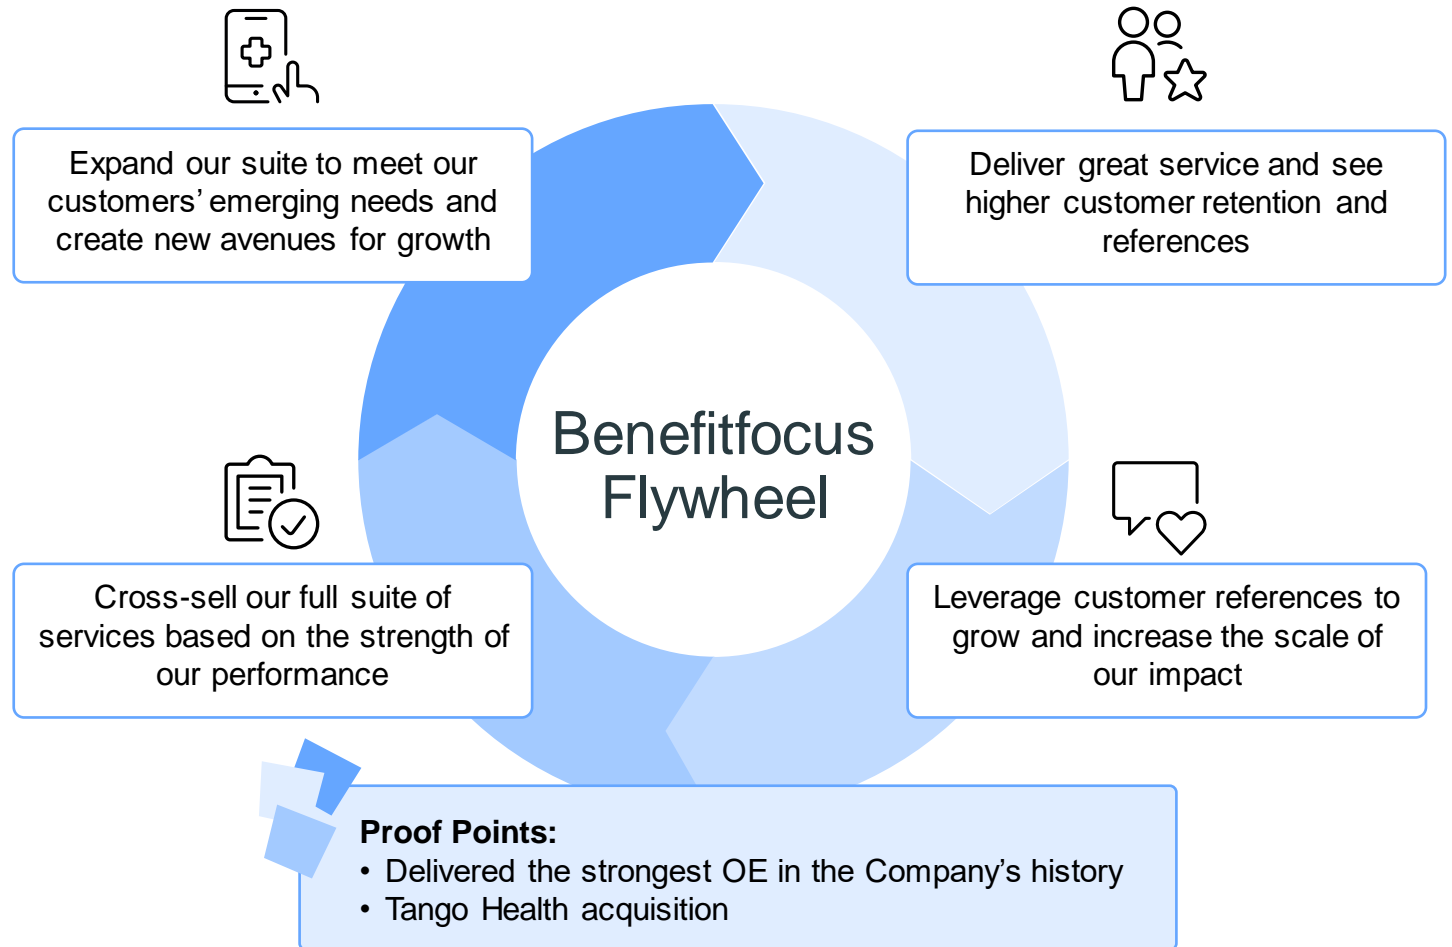 Expand our suite to meet our
customers’ emerging needs and
create new avenues for growth
Deliver great service and see
higher customer retention and
references
Benefitfocus
Flywheel
Cross-sell our full suite of
services based on the strength of
our performance
Leverage customer references to
grow and increase the scale of
our impact
Proof Points:
• Delivered the strongest OE in the Company’s history
• Tango Health acquisition